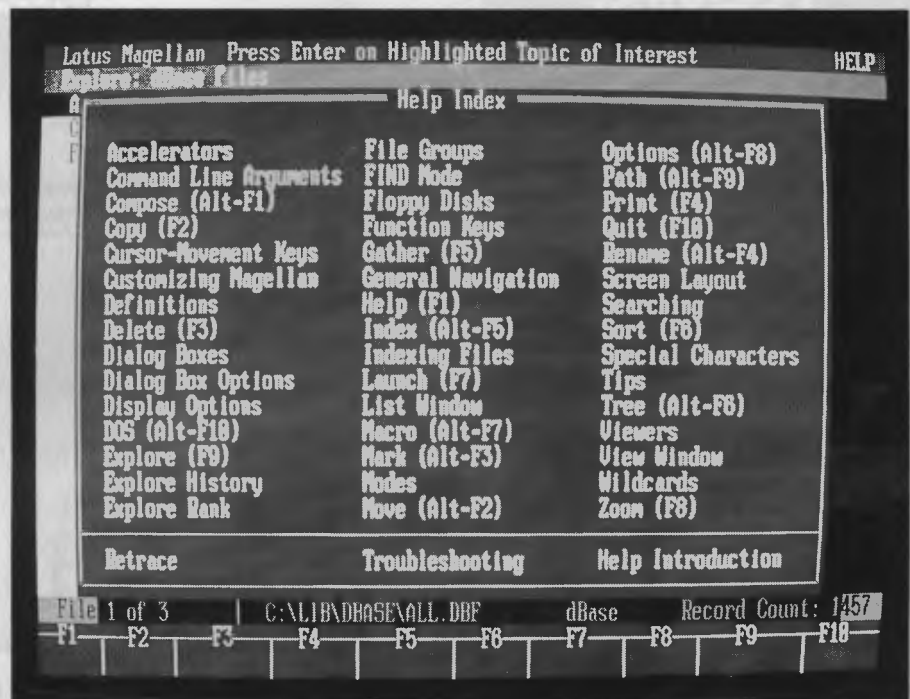 Lotus Magellan  Press Enter on Highlighted Topic of Interest  HELP
Explore: dBase Files
Help Index
Accelerators  File Groups  Options (Alt-F8)
Command Line Arguments  FIND Mode  Path (Alt-F9)
Compose (Alt-F1)  Floppy Disks  Print (F4)
Copy (F2)  Function Keys  Quit (F10)
Cursor-Movement Keys  Gather (F5)  Rename (Alt-F4)
Customizing Magellan  General Navigation  Screen Layout
Definitions  Help (F1)  Searching
Delete (F3)  Index (Alt-F5)  Sort (F6)
Dialog Boxes  Indexing Files  Special Characters
Dialog Box Options  Launch (F7)  Tips
Display Options  List Window  Tree (Alt-F6)
DOS (Alt-F10)  Macro (Alt-F7)  Viewers
Explore (F9)  Mark (Alt-F3)  View Window
Explore History  Modes  Wildcards
Explore Rank  Move (Alt-F2)  Zoom (F8)
Retrace  Troubleshooting  Help Introduction
File 1 of 3  C:\LIB\DBASE\ALL.DBF  dBase  Record Count: 1457
F1  F2  F3  F4  F5  F6  F7  F8  F9  F10